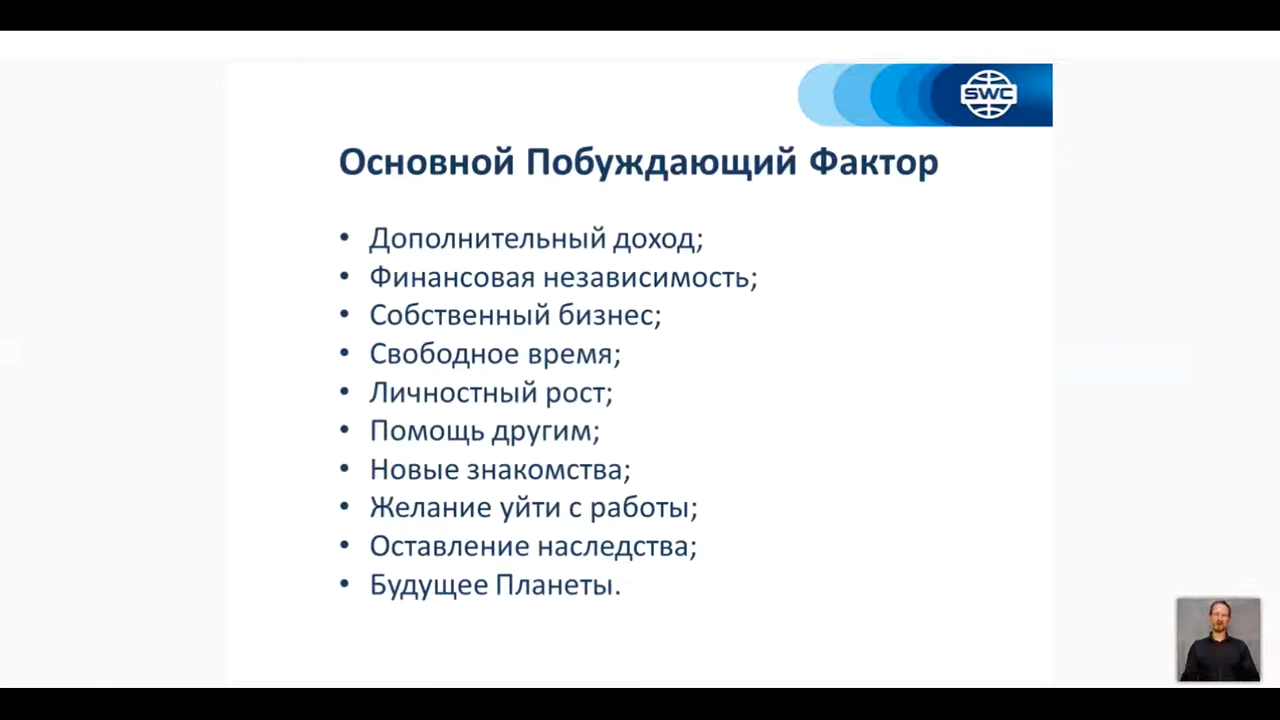 SWC
Основной Побуждающий Фактор
• Дополнительный доход;
• Финансовая независимость;
• Собственный бизнес;
• Свободное время;
• Личностный рост;
• Помощь другим;
• Новые знакомства;
• Желание уйти с работы;
• Оставление наследства;
• Будущее Планеты.